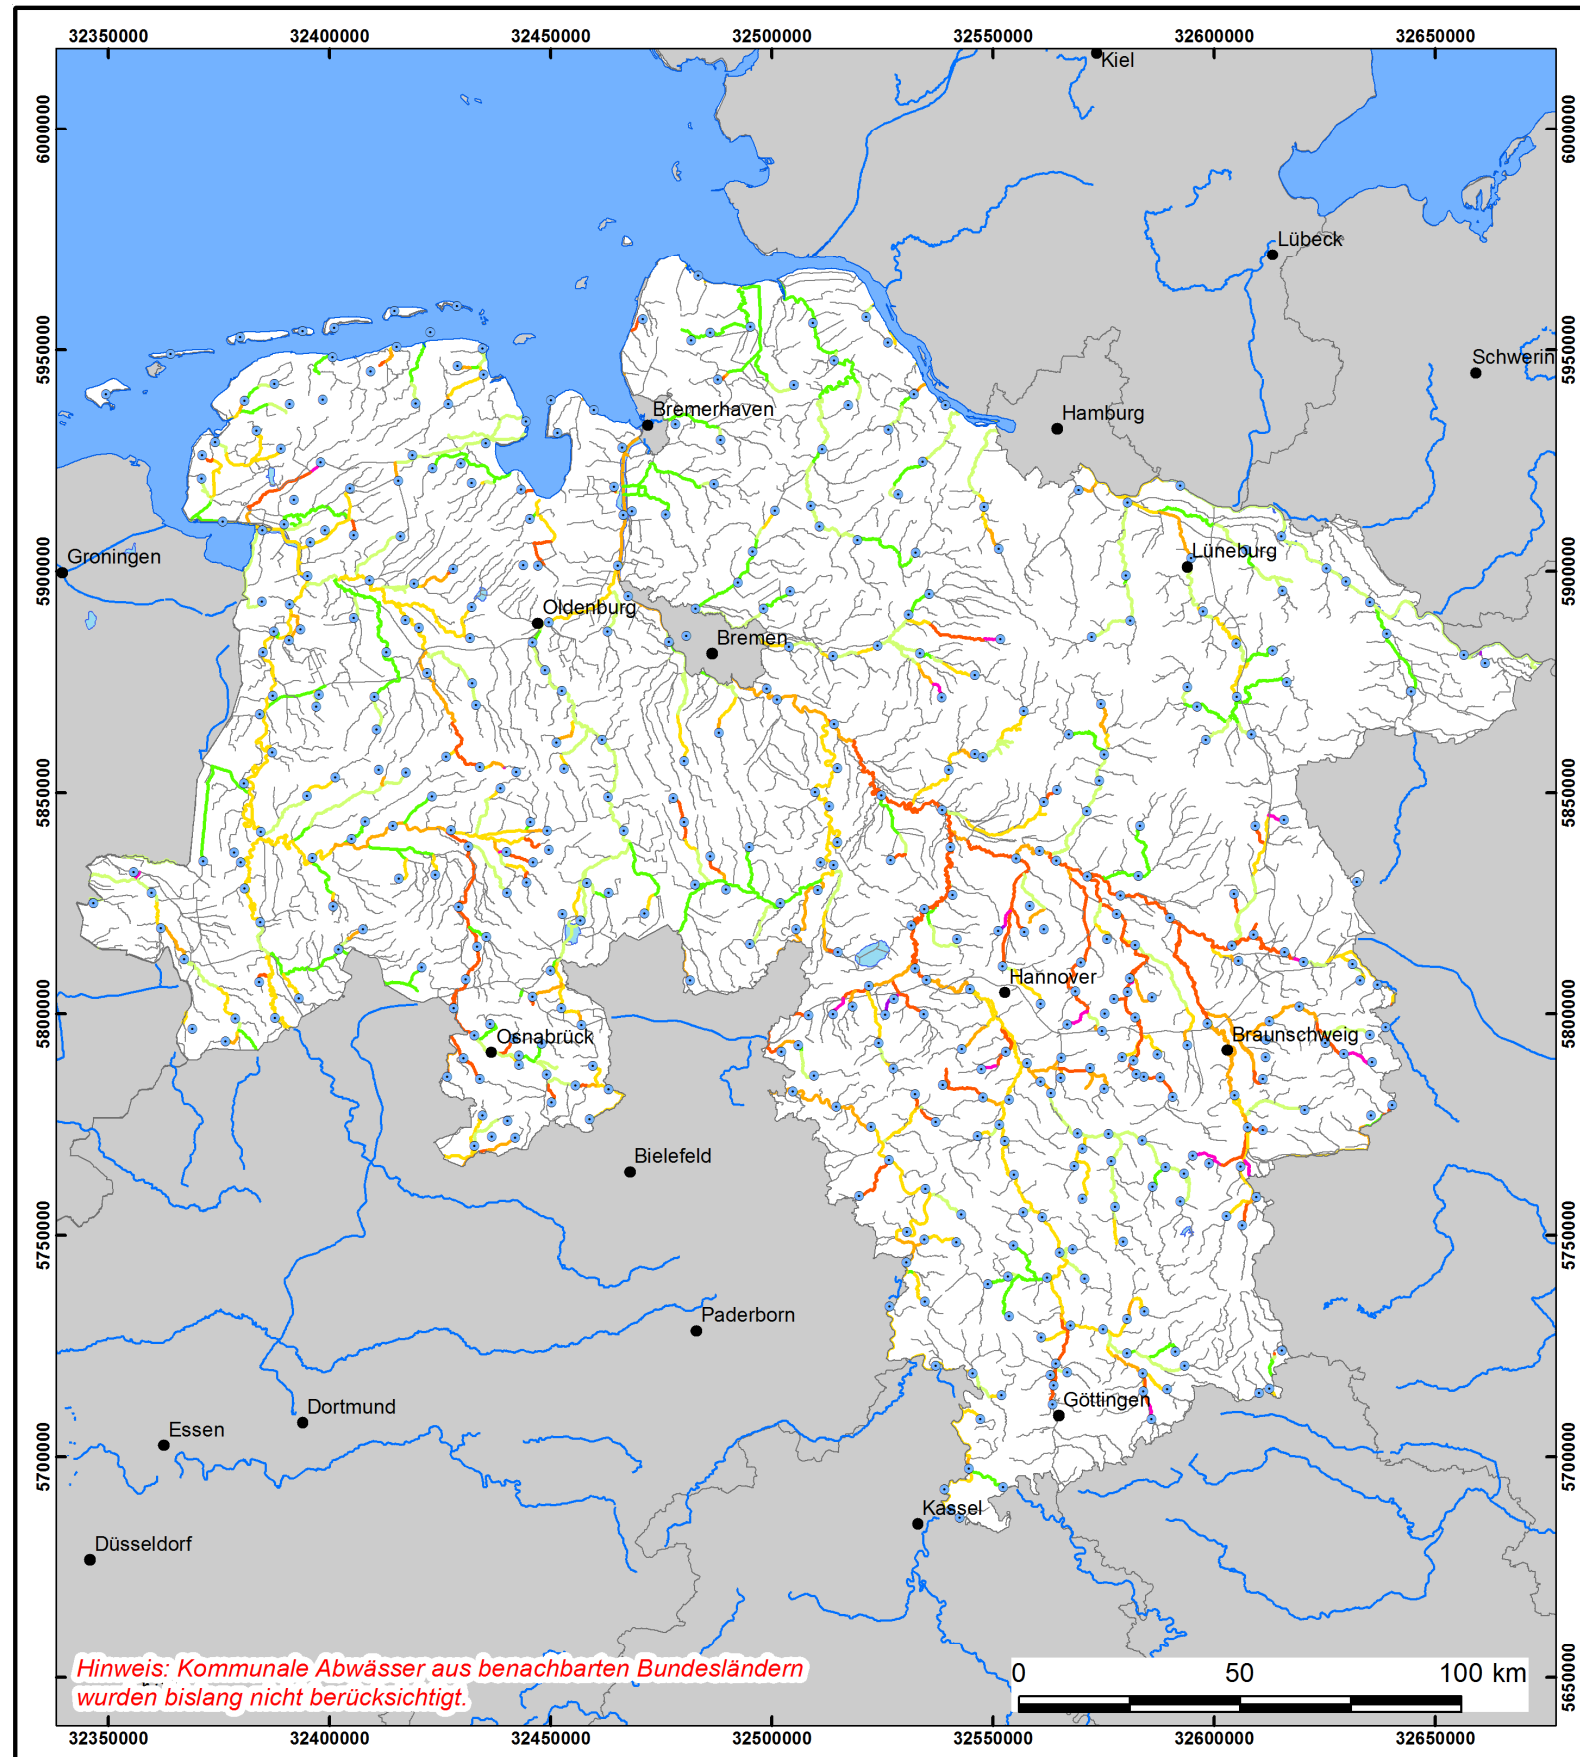 32350000 32400000 32450000 32500000 32550000 32600000 32650000
Kiel
6000000 6000000
Lübeck
5950000 5950000
Schwerin
Bremerhaven
Hamburg
Groningen
5900000 5900000
Lüneburg
Oldenburg
Bremen
5850000 5850000
Hannover
5800000 5800000
Osnabrück
Braunschweig
Bielefeld
5750000 5750000
Paderborn
Göttingen
Dortmund
Essen
5700000 5700000
Kassel
Düsseldorf
Hinweis: Kommunale Abwässer aus benachbarten Bundesländern
wurden bislang nicht berücksichtigt.
0 50 100 km
5650000
32350000 32400000 32450000 32500000 32550000 32600000 32650000